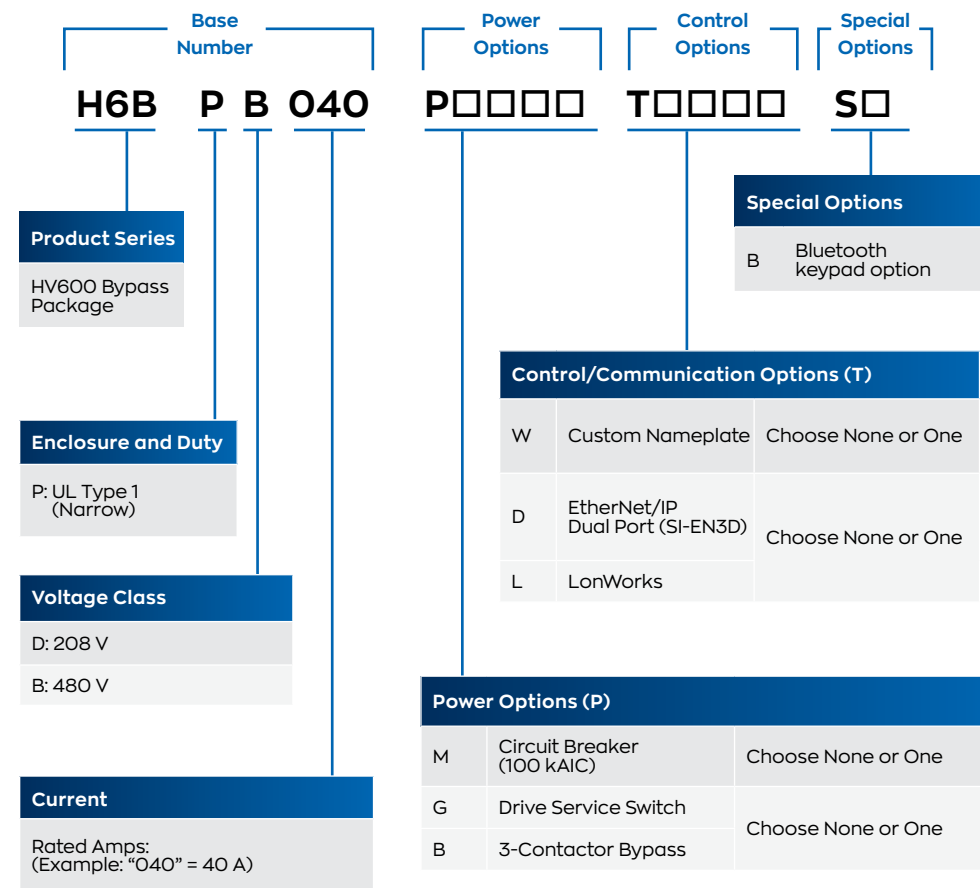 Base
Number
Power
Options
Control
Options
Special
Options
H6B P B 040 P□□□□ T□□□□ S□
Special Options
B Bluetooth
keypad option
Product Series
HV600 Bypass
Package
Control/Communication Options (T)
W Custom Nameplate Choose None or One
D EtherNet/IP
Dual Port (SI-EN3D)
Choose None or One
L LonWorks
Enclosure and Duty
P: UL Type 1
(Narrow)
Voltage Class
D: 208 V
B: 480 V
Power Options (P)
M Circuit Breaker
(100 kAIC)
Choose None or One
G Drive Service Switch
Choose None or One
B 3-Contactor Bypass
Current
Rated Amps:
(Example: “040” = 40 A)